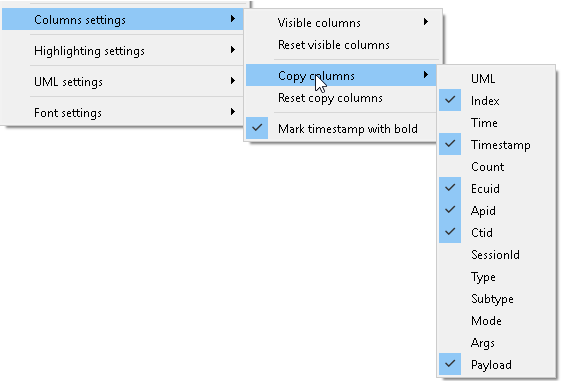 Columns settings
Highlighting settings
UML settings
Font settings
Visible columns
Reset visible columns
Copy columns
Reset copy columns
Mark timestamp with bold
UML
Index
Time
Timestamp
Count
Ecuid
Apid
Ctid
SessionId
Type
Subtype
Mode
Args
Payload